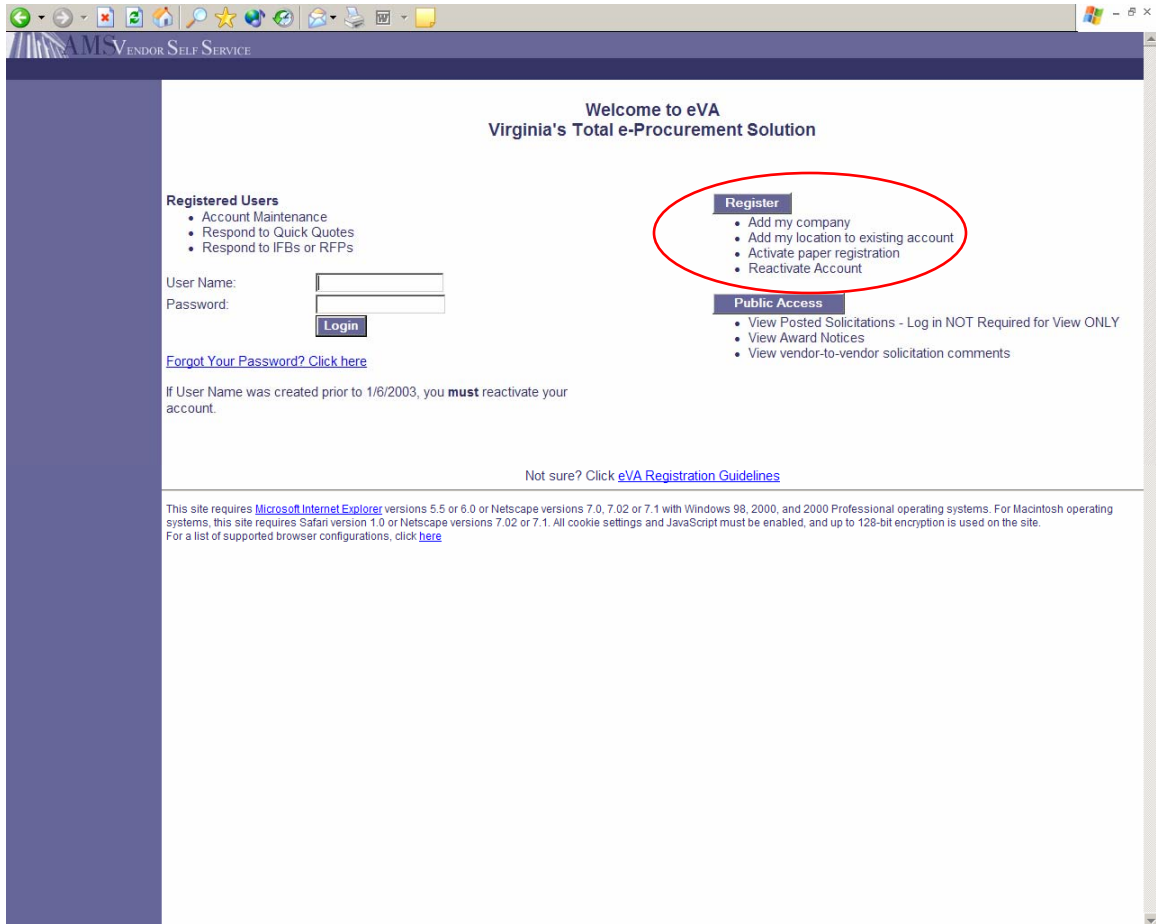 AMS VENDOR SELF SERVICE
Welcome to eVA
Virginia's Total e-Procurement Solution
Registered Users
• Account Maintenance
• Respond to Quick Quotes
• Respond to IFBs or RFPs
User Name:
Password:
Login
Forgot Your Password? Click here
If User Name was created prior to 1/6/2003, you must reactivate your
account.
Register
• Add my company
• Add my location to existing account
• Activate paper registration
• Reactivate Account
Public Access
• View Posted Solicitations - Log in NOT Required for View ONLY
• View Award Notices
• View vendor-to-vendor solicitation comments
Not sure? Click eVA Registration Guidelines
This site requires Microsoft Internet Explorer versions 5.5 or 6.0 or Netscape versions 7.0, 7.02 or 7.1 with Windows 98, 2000, and 2000 Professional operating systems. For Macintosh operating
systems, this site requires Safari version 1.0 or Netscape versions 7.02 or 7.1. All cookie settings and JavaScript must be enabled, and up to 128-bit encryption is used on the site.
For a list of supported browser configurations, click here